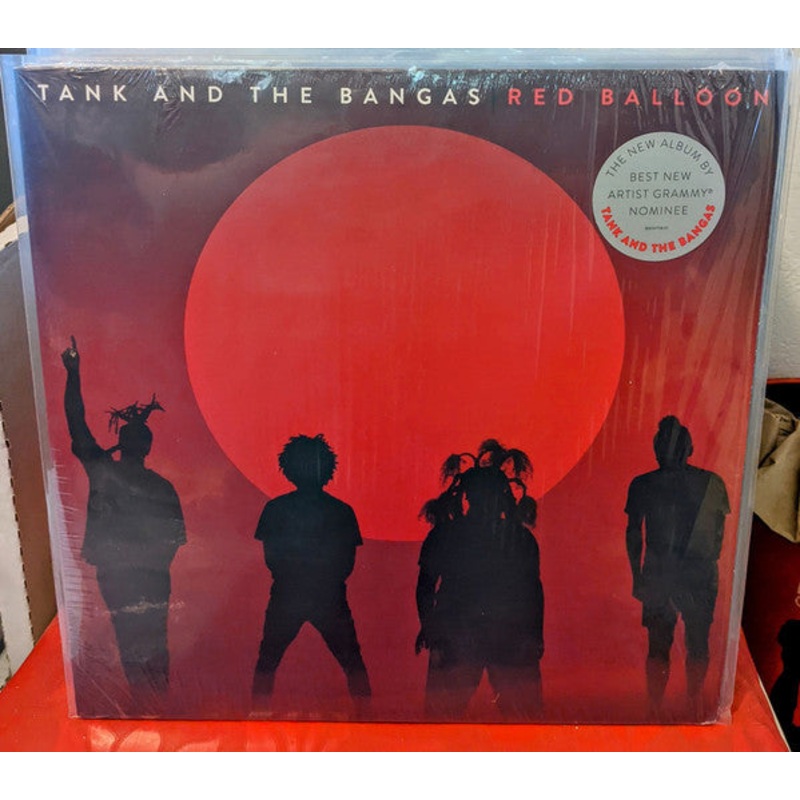 TANK AND THE BANGAS RED BALLOON
THE NEW ALBUM BY
BEST NEW
ARTIST GRAMMY®
NOMINEE
TANK AND THE BANGAS